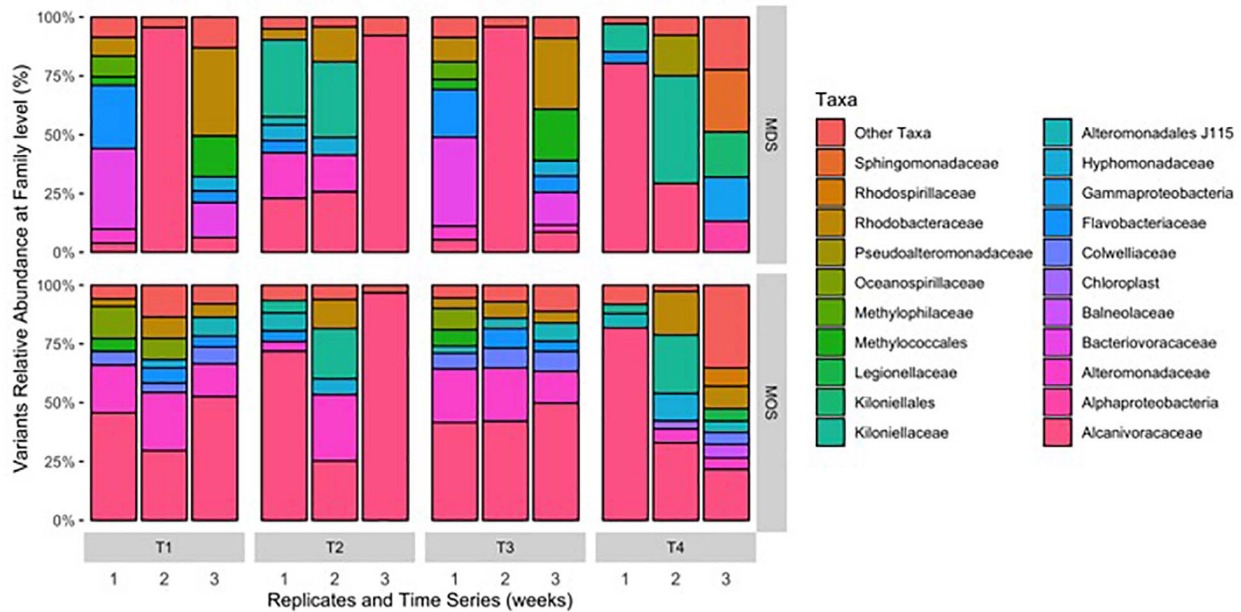 Variants Relative Abundance at Family level (%)
100%
75%
50%
25%
0%
MDS
100%
75%
50%
25%
0%
MOS
T1
T2
T3
T4
1 2 3 1 2 3 1 2 3 1 2 3
Replicates and Time Series (weeks)
Taxa
Other Taxa
Sphingomonadaceae
Rhodospirillaceae
Rhodobacteraceae
Pseudoalteromonadaceae
Oceanospirillaceae
Methylophilaceae
Methylococcales
Legionellaceae
Kiloniellales
Kiloniellaceae
Alteromonadales J115
Hyphomonadaceae
Gammaproteobacteria
Flavobacteriaceae
Colwelliaceae
Chloroplast
Balneolaceae
Bacteriovoracaceae
Alteromonadaceae
Alphaproteobacteria
Alcanivoracaceae